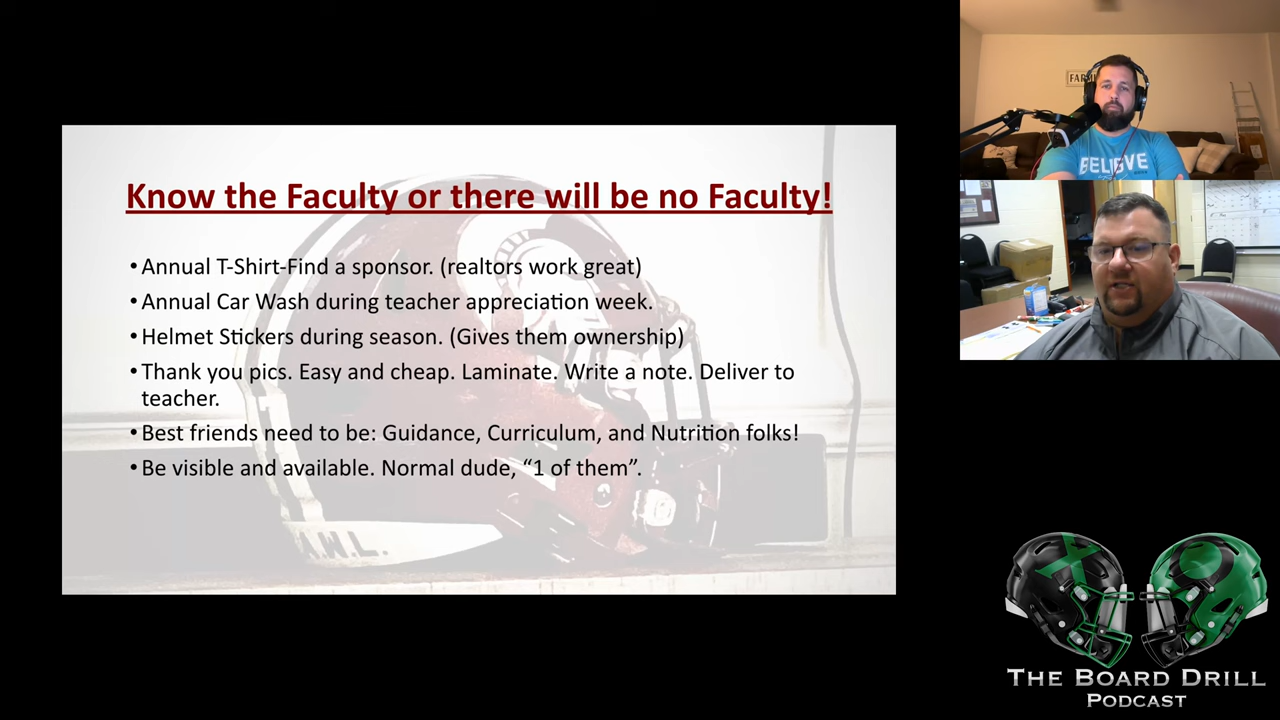 Know the Faculty or there will be no Faculty!
•Annual T-Shirt-Find a sponsor. (realtors work great)
•Annual Car Wash during teacher appreciation week.
•Helmet Stickers during season. (Gives them ownership)
•Thank you pics. Easy and cheap. Laminate. Write a note. Deliver to
teacher.
•Best friends need to be: Guidance, Curriculum, and Nutrition folks!
•Be visible and available. Normal dude, “1 of them”.
.W.L.
BELIEVE
THE BOARD DRILL
PODCAST